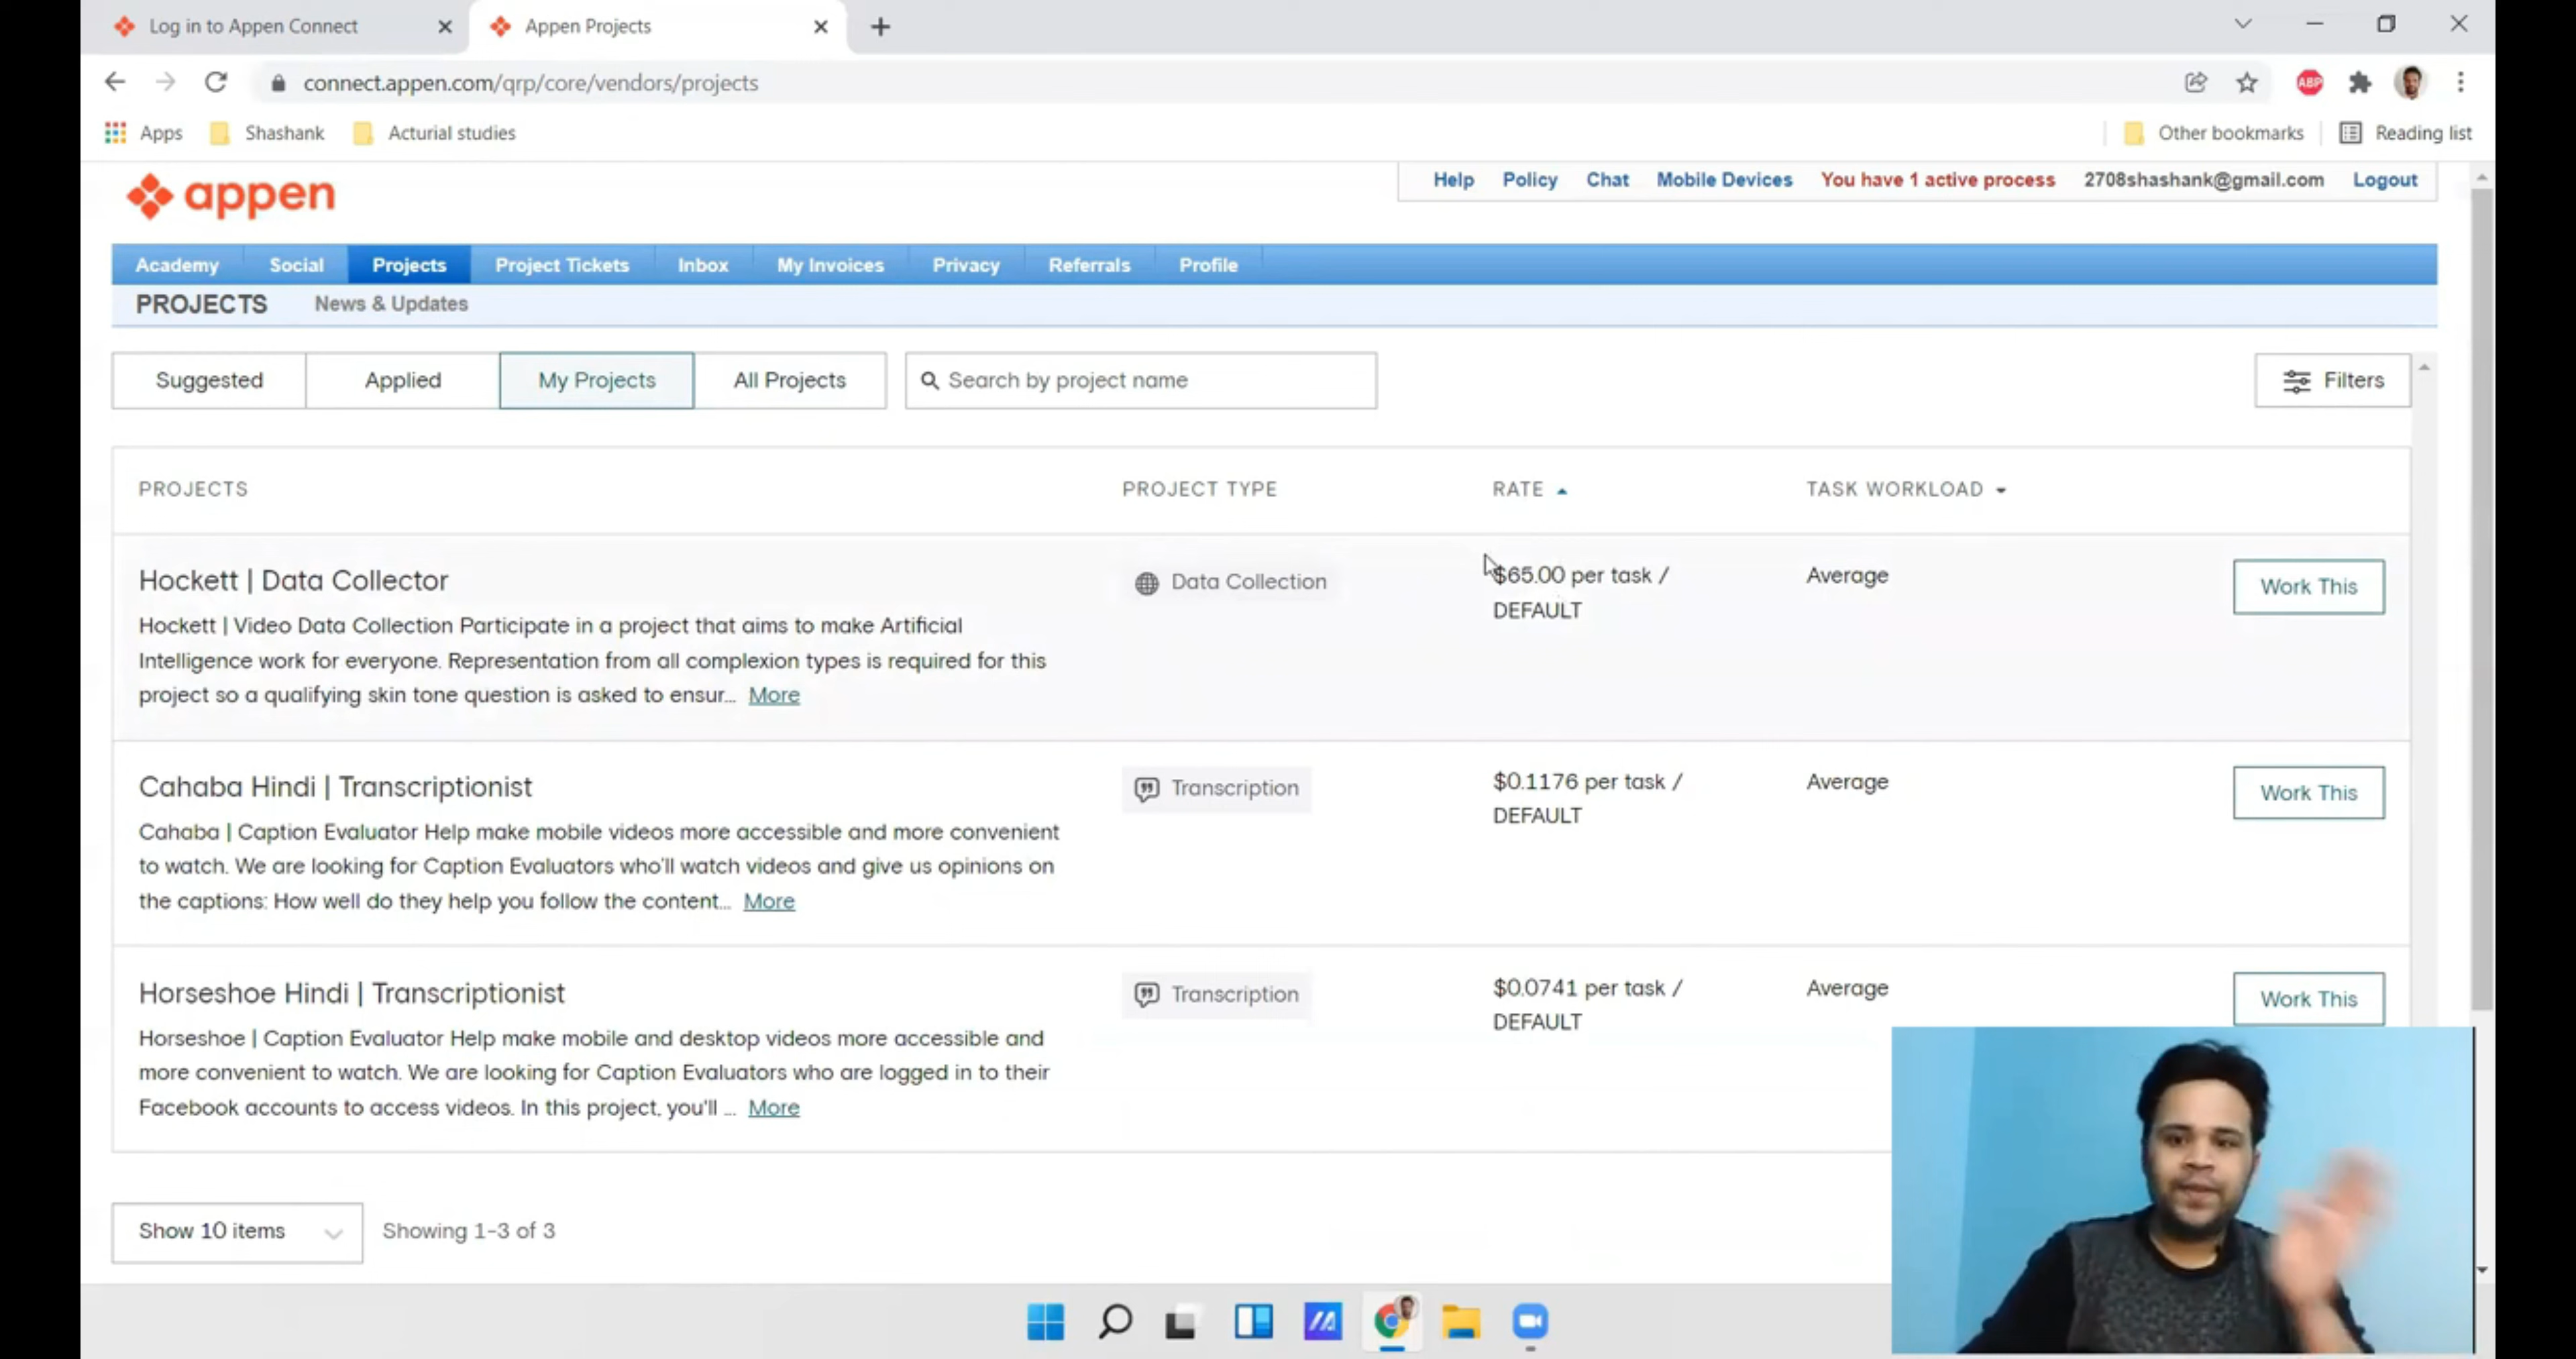 Log in to Appen Connect
Appen Projects
connect.appen.com/qrp/core/vendors/projects
ABP
Apps Shashank Acturial studies Other bookmarks Reading list
appen
Help Policy Chat Mobile Devices You have 1 active process 2708shashank@gmail.com Logout
Academy Social Projects Project Tickets Inbox My Invoices Privacy Referrals Profile
PROJECTS News & Updates
Suggested Applied My Projects All Projects Search by project name Filters
PROJECTS PROJECT TYPE RATE TASK WORKLOAD
Hockett | Data Collector Data Collection $65.00 per task / Average Work This
DEFAULT
Hockett | Video Data Collection Participate in a project that aims to make Artificial
Intelligence work for everyone. Representation from all complexion types is required for this
project so a qualifying skin tone question is asked to ensur... More
Cahaba Hindi | Transcriptionist Transcription $0.1176 per task / Average Work This
DEFAULT
Cahaba | Caption Evaluator Help make mobile videos more accessible and more convenient
to watch. We are looking for Caption Evaluators who'll watch videos and give us opinions on
the captions: How well do they help you follow the content... More
Horseshoe Hindi | Transcriptionist Transcription $0.0741 per task / Average Work This
DEFAULT
Horseshoe | Caption Evaluator Help make mobile and desktop videos more accessible and
more convenient to watch. We are looking for Caption Evaluators who are logged in to their
Facebook accounts to access videos. In this project, you'll ... More
Show 10 items Showing 1-3 of 3